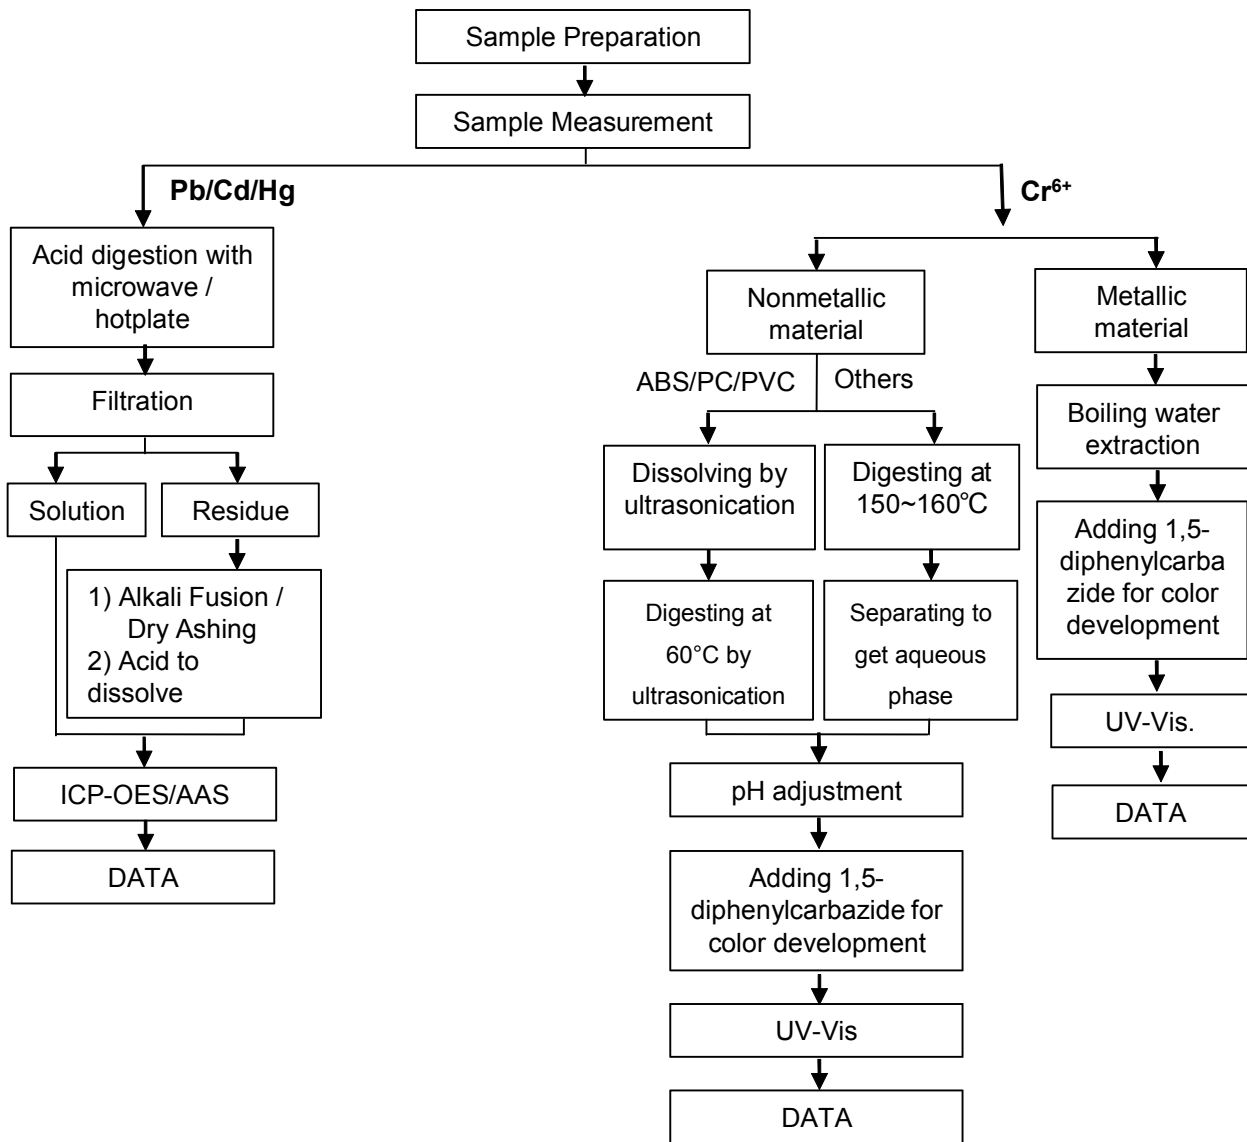 Sample Preparation
Sample Measurement
Pb/Cd/Hg
Cr⁶⁺
Acid digestion with
microwave /
hotplate
Filtration
Solution
Residue
1) Alkali Fusion /
Dry Ashing
2) Acid to
dissolve
ICP-OES/AAS
DATA
Nonmetallic
material
ABS/PC/PVC
Others
Dissolving by
ultrasonication
Digesting at
150~160℃
Digesting at
60°C by
ultrasonication
Separating to
get aqueous
phase
pH adjustment
Adding 1,5-
diphenylcarbazide for
color development
UV-Vis
DATA
Metallic
material
Boiling water
extraction
Adding 1,5-
diphenylcarba
zide for color
development
UV-Vis.
DATA